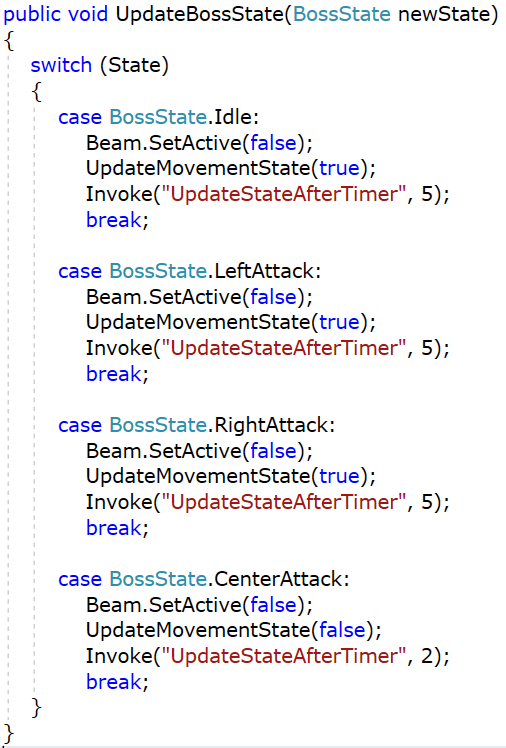 public void UpdateBossState(BossState newState)
{
    switch (State)
    {
        case BossState.Idle:
            Beam.SetActive(false);
            UpdateMovementState(true);
            Invoke("UpdateStateAfterTimer", 5);
            break;

        case BossState.LeftAttack:
            Beam.SetActive(false);
            UpdateMovementState(true);
            Invoke("UpdateStateAfterTimer", 5);
            break;

        case BossState.RightAttack:
            Beam.SetActive(false);
            UpdateMovementState(true);
            Invoke("UpdateStateAfterTimer", 5);
            break;

        case BossState.CenterAttack:
            Beam.SetActive(false);
            UpdateMovementState(false);
            Invoke("UpdateStateAfterTimer", 2);
            break;
    }
}